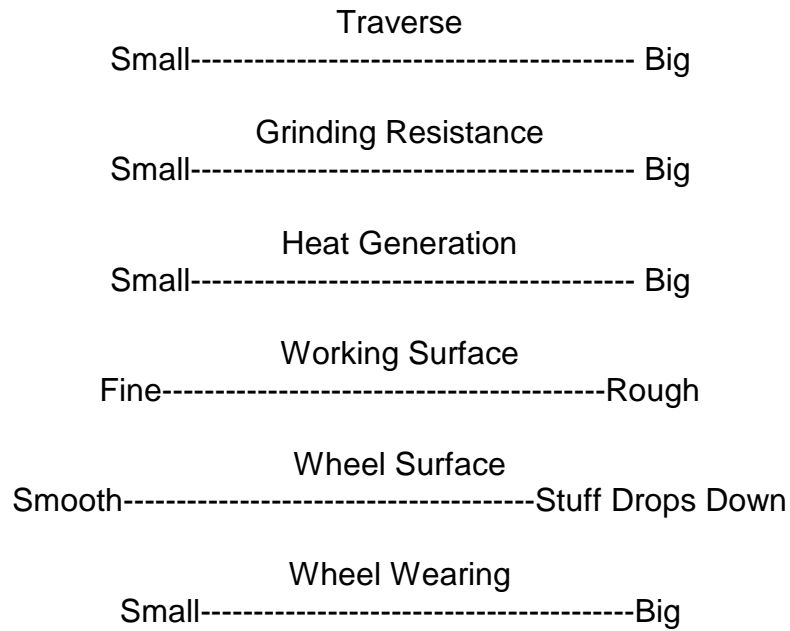 Traverse
Small------------------------------------------ Big
Grinding Resistance
Small------------------------------------------ Big
Heat Generation
Small------------------------------------------ Big
Working Surface
Fine------------------------------------------Rough
Wheel Surface
Smooth---------------------------------------Stuff Drops Down
Wheel Wearing
Small-----------------------------------------Big